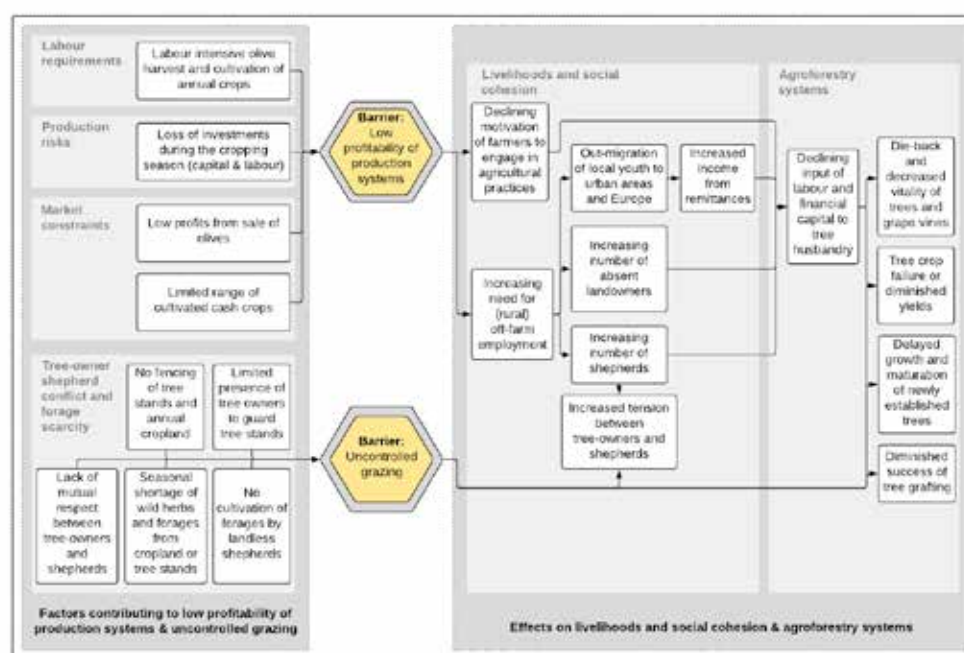 Labour
requirements
Labour intensive olive
harvest and cultivation of
annual crops
Production
risks
Loss of investments
during the cropping
season (capital & labour)
Market
constraints
Low profits from sale of
olives
Limited range of
cultivated cash crops
Tree-owner
shepherd
conflict and
forage
scarcity
No fencing
of tree
stands and
annual
cropland
Limited
presence of
tree owners
to guard
tree stands
Lack of
mutual
respect
between
tree-owners
and
shepherds
Seasonal
shortage of
wild herbs
and forages
from
cropland or
tree stands
No
cultivation of
forages by
landless
shepherds
Factors contributing to low profitability of
production systems & uncontrolled grazing
Barrier:
Low
profitability of
production
systems
Barrier:
Uncontrolled
grazing
Livelihoods and social
cohesion
Declining
motivation
of farmers to
engage in
agricultural
practices
Out-migration
of local youth to
urban areas
and Europe
Increased
income
from
remittances
Increasing
number of
absent
landowners
Increasing
need for
(rural)
off-farm
employment
Increasing
number of
shepherds
Increased tension
between
tree-owners and
shepherds
Agroforestry
systems
Declining
input of
labour and
financial
capital to
tree
husbandry
Die-back
and
decreased
vitality of
trees and
grape vines
Tree crop
failure or
diminished
yields
Delayed
growth and
maturation
of newly
established
trees
Diminished
success of
tree grafting
Effects on livelihoods and social cohesion & agroforestry systems